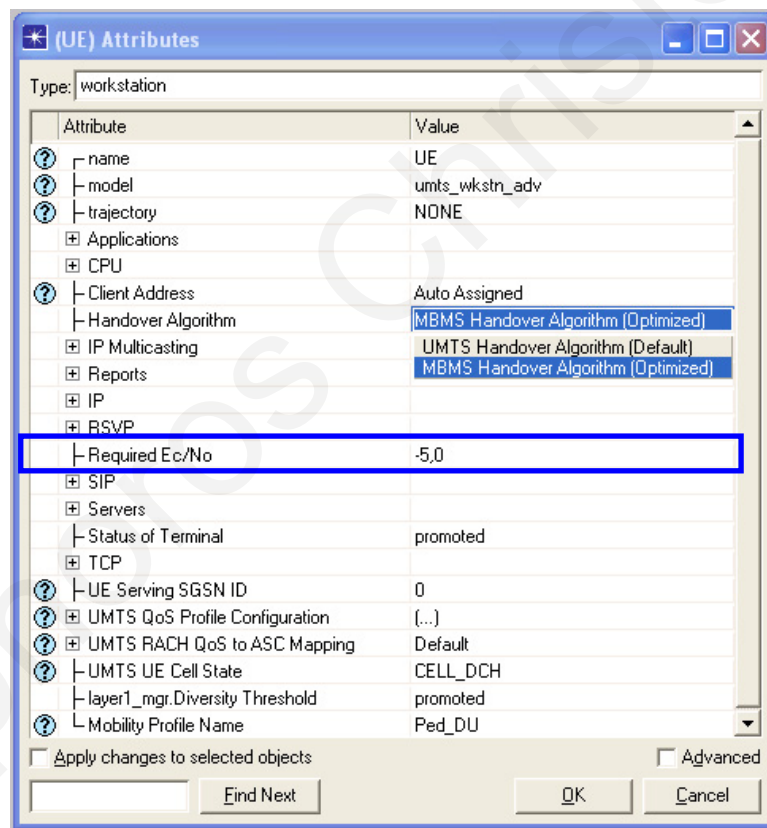 (UE) Attributes
Type: workstation
Attribute Value
name UE
model umts_wkstn_adv
trajectory NONE
Applications
CPU
Client Address Auto Assigned
Handover Algorithm MBMS Handover Algorithm (Optimized)
IP Multicasting UMTS Handover Algorithm (Default)
Reports MBMS Handover Algorithm (Optimized)
IP
RSVP
Required Ec/No -5,0
SIP
Servers
Status of Terminal promoted
TCP
UE Serving SGSN ID 0
UMTS QoS Profile Configuration (...)
UMTS RACH QoS to ASC Mapping Default
UMTS UE Cell State CELL_DCH
layer1_mgr.Diversity Threshold promoted
Mobility Profile Name Ped_DU
Apply changes to selected objects Advanced
Find Next OK Cancel